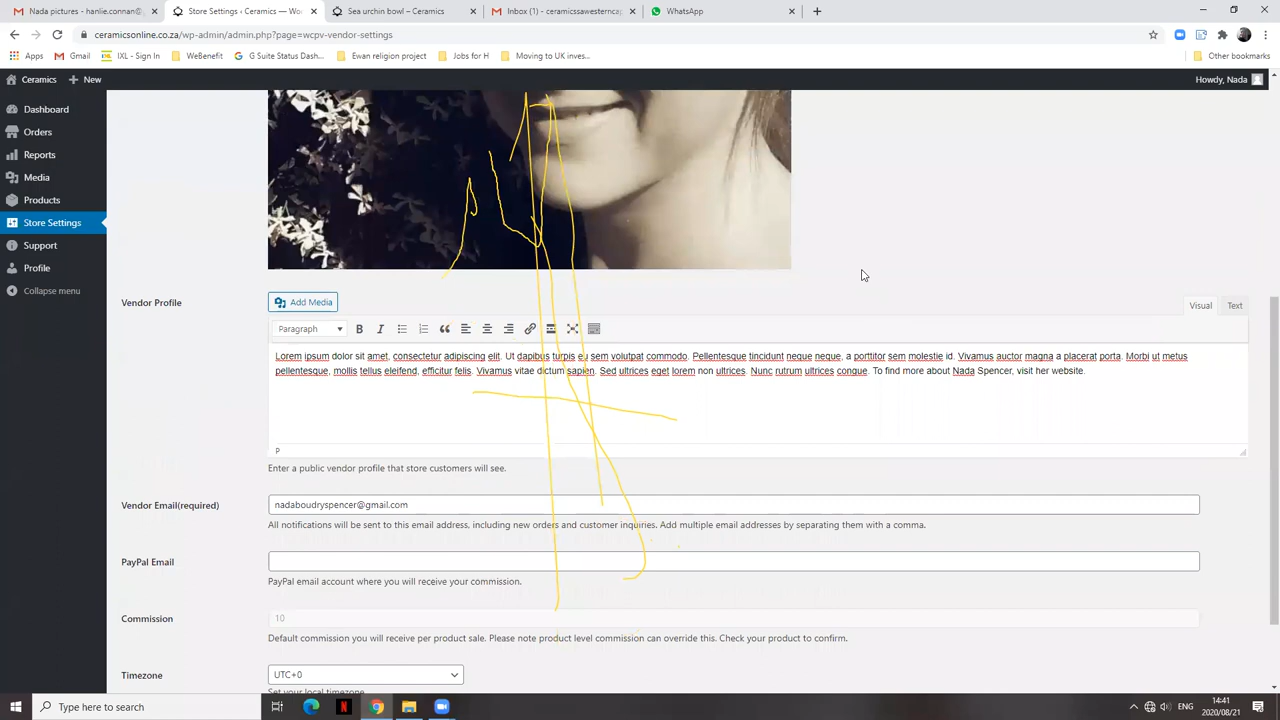 Nada pictures - hanlie.connan@g
Store Settings ‹ Ceramics — Wo
Sea urchin bowl – Ceramics
Inbox (1) - ceramicssawesterncap
WhatsApp
ceramicsonline.co.za/wp-admin/admin.php?page=wcpv-vendor-settings
Apps
Gmail
IXL - Sign In
WeBenefit
G Suite Status Dash...
Ewan religion project
Jobs for H
Moving to UK inves...
Other bookmarks
Ceramics
New
Howdy, Nada
Dashboard
Orders
Reports
Media
Products
Store Settings
Support
Profile
Collapse menu
Vendor Profile
Add Media
Visual
Text
Paragraph
Lorem ipsum dolor sit amet, consectetur adipiscing elit. Ut dapibus turpis eu sem volutpat commodo. Pellentesque tincidunt neque neque, a porttitor sem molestie id. Vivamus auctor magna a placerat porta. Morbi ut metus
pellentesque, mollis tellus eleifend, efficitur felis. Vivamus vitae dictum sapien. Sed ultrices eget lorem non ultrices. Nunc rutrum ultrices congue. To find more about Nada Spencer, visit her website.
P
Enter a public vendor profile that store customers will see.
Vendor Email(required)
nadaboudryspencer@gmail.com
All notifications will be sent to this email address, including new orders and customer inquiries. Add multiple email addresses by separating them with a comma.
PayPal Email
PayPal email account where you will receive your commission.
Commission
10
Default commission you will receive per product sale. Please note product level commission can override this. Check your product to confirm.
Timezone
UTC+0
Set your local timezone.
Type here to search
ENG
14:41
2020/08/21